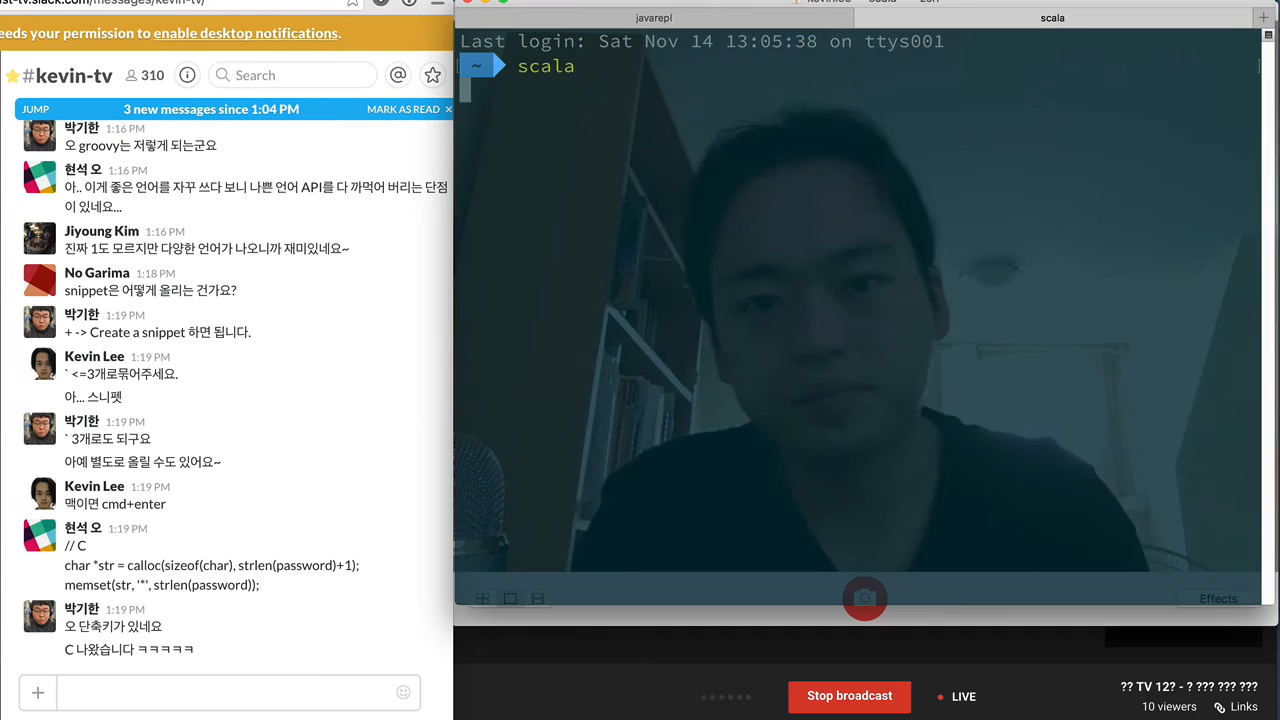 st-tv.slack.com/messages/kevin-tv/
eeds your permission to enable desktop notifications.
#kevin-tv
310
Search
JUMP
3 new messages since 1:04 PM
MARK AS READ
박기한 1:16 PM
오 groovy는 저렇게 되는군요
현석 오 1:16 PM
아.. 이게 좋은 언어를 자꾸 쓰다 보니 나쁜 언어 API를 다 까먹어 버리는 단점
이 있네요...
Jiyoung Kim 1:16 PM
진짜 1도 모르지만 다양한 언어가 나오니까 재미있네요~
No Garima 1:18 PM
snippet은 어떻게 올리는 건가요?
박기한 1:19 PM
+ -> Create a snippet 하면 됩니다.
Kevin Lee 1:19 PM
` <=3개로묶어주세요.
아... 스니펫
박기한 1:19 PM
` 3개로도 되구요
아예 별도로 올릴 수도 있어요~
Kevin Lee 1:19 PM
맥이면 cmd+enter
현석 오 1:19 PM
// C
char *str = calloc(sizeof(char), strlen(password)+1);
memset(str, '*', strlen(password));
박기한 1:19 PM
오 단축키가 있네요
C 나왔습니다 ㅋㅋㅋㅋㅋ
javarepl
scala
Last login: Sat Nov 14 13:05:38 on ttys001
~ scala
Effects
Stop broadcast
LIVE
?? TV 12? - ? ??? ??? ???
10 viewers
Links